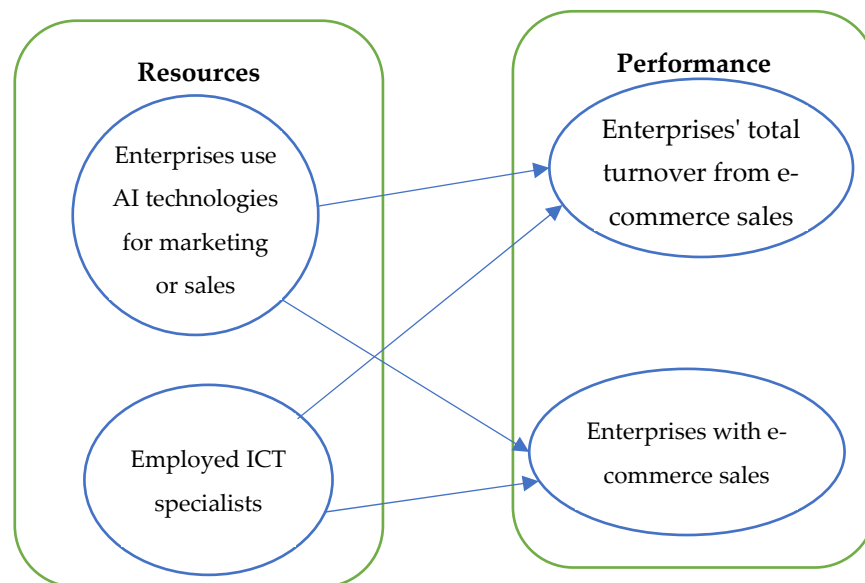 Resources
Enterprises use
AI technologies
for marketing
or sales
Employed ICT
specialists
Performance
Enterprises' total
turnover from e-
commerce sales
Enterprises with e-
commerce sales